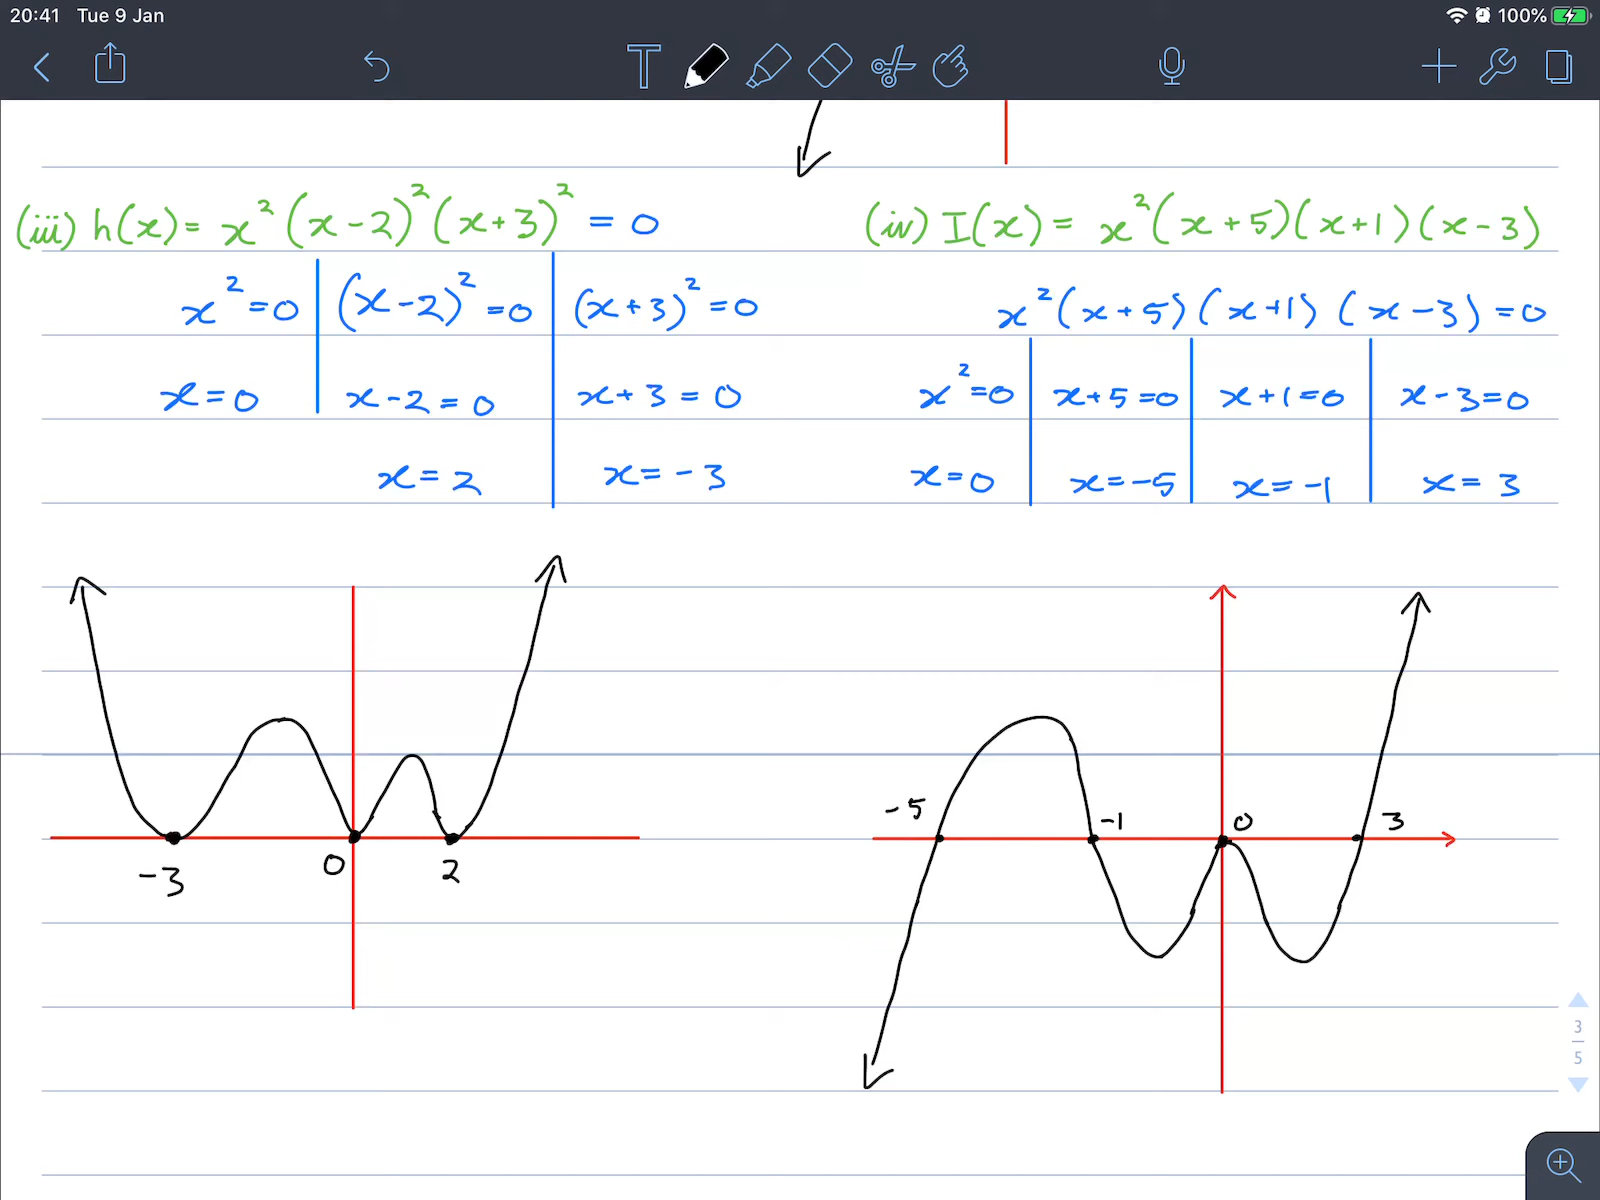 20:41 Tue 9 Jan
100%
T
(iii) h(x) = x²(x-2)²(x+3)² = 0
x² = 0 (x-2)² = 0 (x+3)² = 0
x = 0 x-2 = 0 x+3 = 0
x = 2 x = -3
-3 0 2
(iv) I(x) = x²(x+5)(x+1)(x-3)
x²(x+5)(x+1)(x-3) = 0
x² = 0 x+5 = 0 x+1 = 0 x-3 = 0
x = 0 x = -5 x = -1 x = 3
-5 -1 0 3
3
5